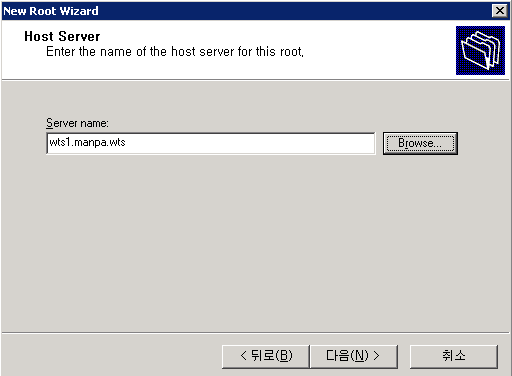 New Root Wizard
Host Server
Enter the name of the host server for this root,
Server name:
wts1.manpa.wts
Browse...
< 뒤로(B)
다음(N) >
취소